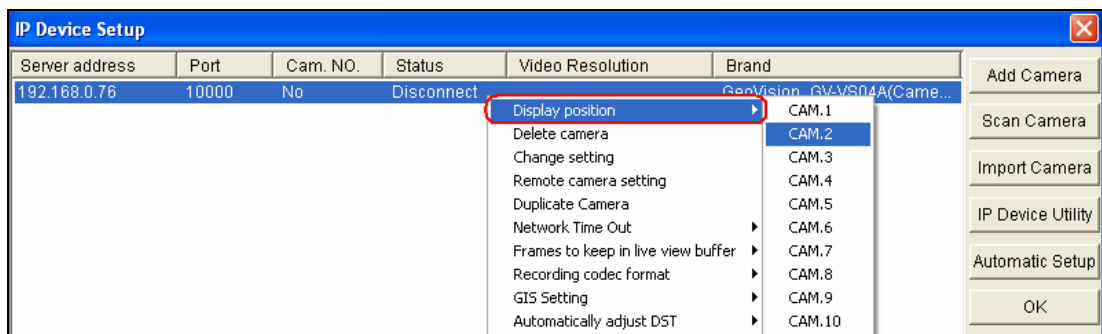 IP Device Setup
Server address Port Cam. NO. Status Video Resolution Brand
192.168.0.76 10000 No Disconnect GeoVision_GV-VS04A(Came...
Display position
Delete camera
Change setting
Remote camera setting
Duplicate Camera
Network Time Out
Frames to keep in live view buffer
Recording codec format
GIS Setting
Automatically adjust DST
CAM.1
CAM.2
CAM.3
CAM.4
CAM.5
CAM.6
CAM.7
CAM.8
CAM.9
CAM.10
Add Camera
Scan Camera
Import Camera
IP Device Utility
Automatic Setup
OK